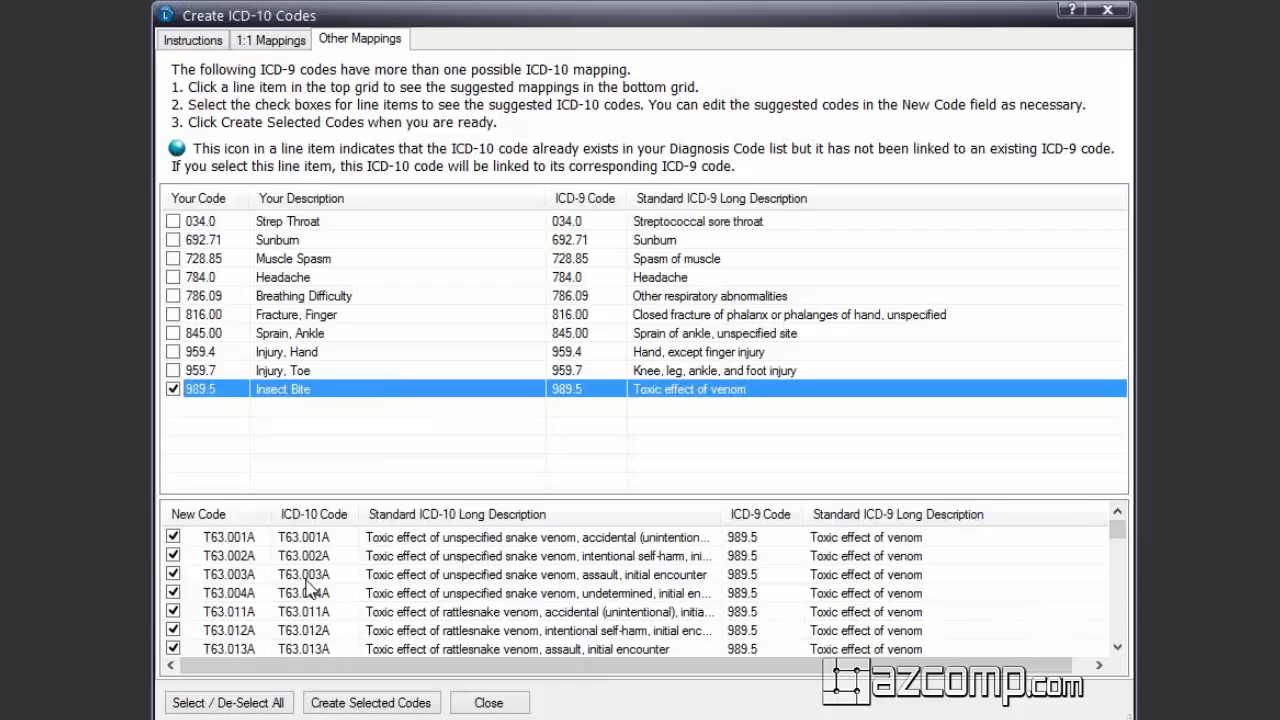 Create ICD-10 Codes
Instructions 1:1 Mappings Other Mappings
The following ICD-9 codes have more than one possible ICD-10 mapping.
1. Click a line item in the top grid to see the suggested mappings in the bottom grid.
2. Select the check boxes for line items to see the suggested ICD-10 codes. You can edit the suggested codes in the New Code field as necessary.
3. Click Create Selected Codes when you are ready.
This icon in a line item indicates that the ICD-10 code already exists in your Diagnosis Code list but it has not been linked to an existing ICD-9 code.
If you select this line item, this ICD-10 code will be linked to its corresponding ICD-9 code.
Your Code Your Description ICD-9 Code Standard ICD-9 Long Description
034.0 Strep Throat 034.0 Streptococcal sore throat
692.71 Sunburn 692.71 Sunburn
728.85 Muscle Spasm 728.85 Spasm of muscle
784.0 Headache 784.0 Headache
786.09 Breathing Difficulty 786.09 Other respiratory abnormalities
816.00 Fracture, Finger 816.00 Closed fracture of phalanx or phalanges of hand, unspecified
845.00 Sprain, Ankle 845.00 Sprain of ankle, unspecified site
959.4 Injury, Hand 959.4 Hand, except finger injury
959.7 Injury, Toe 959.7 Knee, leg, ankle, and foot injury
989.5 Insect Bite 989.5 Toxic effect of venom
New Code ICD-10 Code Standard ICD-10 Long Description ICD-9 Code Standard ICD-9 Long Description
T63.001A T63.001A Toxic effect of unspecified snake venom, accidental (unintention... 989.5 Toxic effect of venom
T63.002A T63.002A Toxic effect of unspecified snake venom, intentional self-harm, ini... 989.5 Toxic effect of venom
T63.003A T63.003A Toxic effect of unspecified snake venom, assault, initial encounter 989.5 Toxic effect of venom
T63.004A T63.004A Toxic effect of unspecified snake venom, undetermined, initial en... 989.5 Toxic effect of venom
T63.011A T63.011A Toxic effect of rattlesnake venom, accidental (unintentional), initia... 989.5 Toxic effect of venom
T63.012A T63.012A Toxic effect of rattlesnake venom, intentional self-harm, initial enc... 989.5 Toxic effect of venom
T63.013A T63.013A Toxic effect of rattlesnake venom, assault, initial encounter 989.5 Toxic effect of venom
Select / De-Select All Create Selected Codes Close
azcomp.com